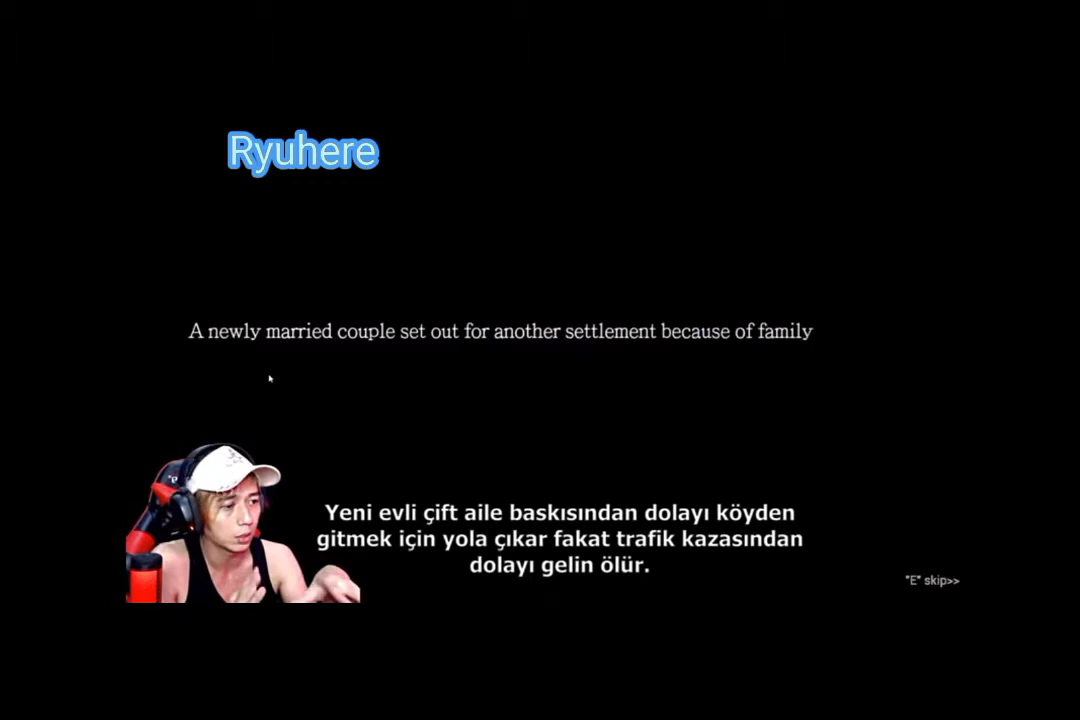 Ryuhere
A newly married couple set out for another settlement because of family
Yeni evli çift aile baskısından dolayı köyden
gitmek için yola çıkar fakat trafik kazasından
dolayı gelin ölür.
"E" skip>>